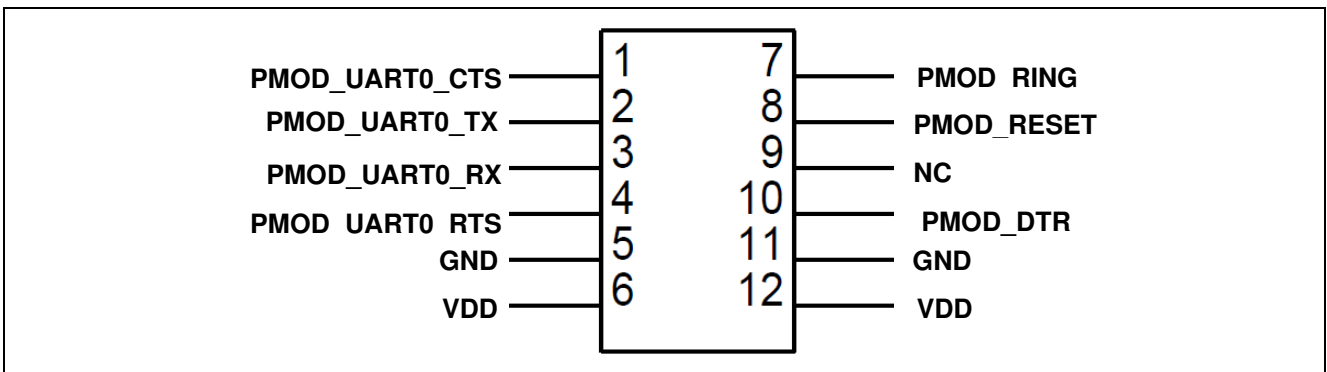 PMOD_UART0_CTS 1 7 PMOD RING
PMOD_UART0_TX 2 8 PMOD_RESET
PMOD_UART0_RX 3 9 NC
PMOD UART0 RTS 4 10 PMOD_DTR
GND 5 11 GND
VDD 6 12 VDD